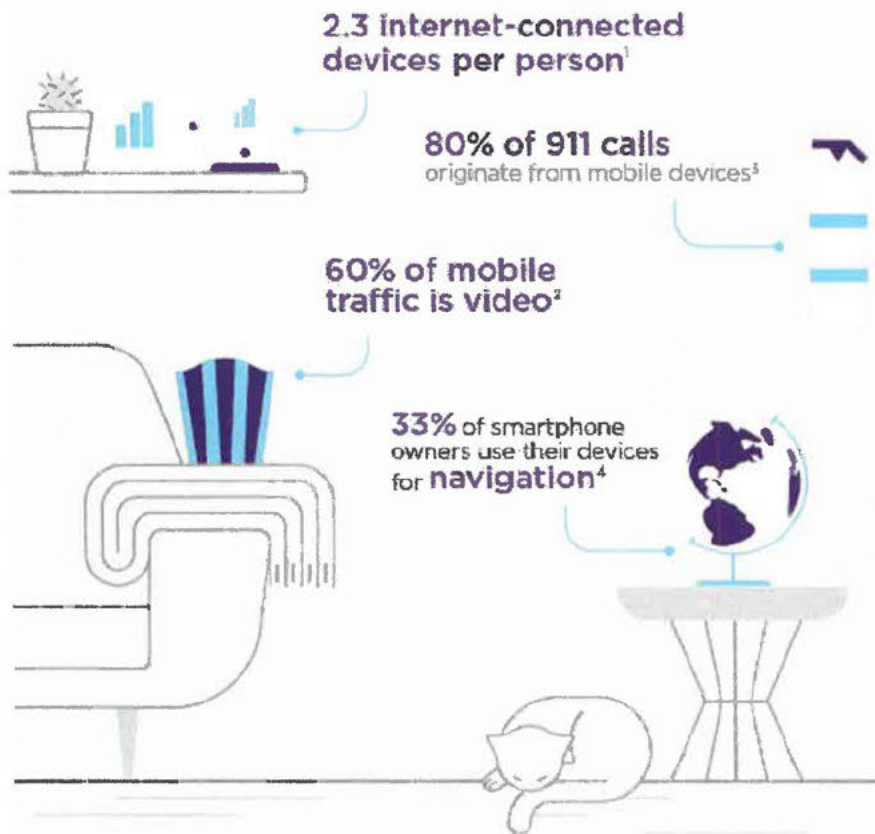 2.3 internet-connected
devices per person¹
80% of 911 calls
originate from mobile devices³
60% of mobile
traffic is video²
33% of smartphone
owners use their devices
for navigation⁴